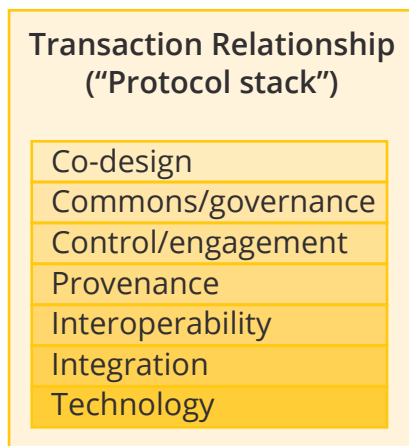 Transaction Relationship
(“Protocol stack”)
Co-design
Commons/governance
Control/engagement
Provenance
Interoperability
Integration
Technology